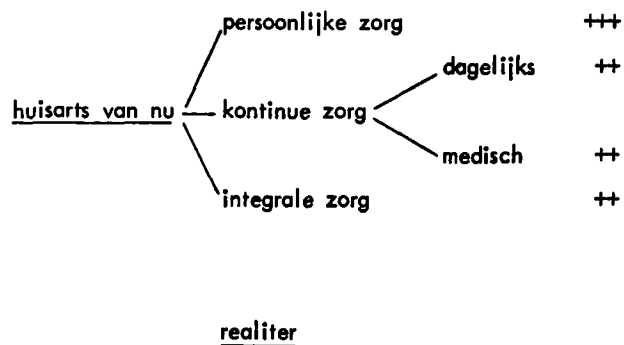 persoonlijke zorg +++
dagelijks ++
huisarts van nu kontinue zorg
medisch ++
integrale zorg ++
realiter